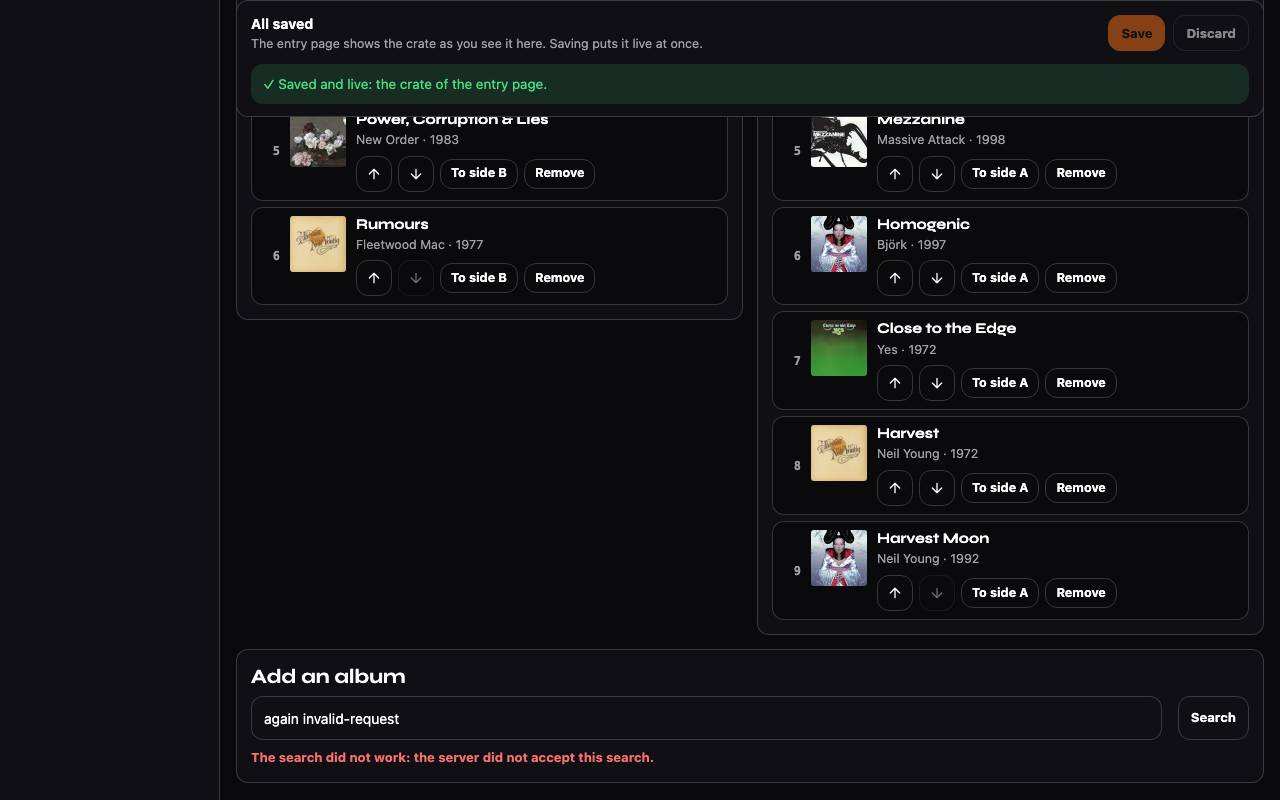 All saved
The entry page shows the crate as you see it here. Saving puts it live at once.
Save
Discard
✓ Saved and live: the crate of the entry page.
5
Power, Corruption & Lies
New Order · 1983
↑ ↓ To side B Remove
6
Rumours
Fleetwood Mac · 1977
↑ ↓ To side B Remove
5
MEZZANINE
Mezzanine
Massive Attack · 1998
↑ ↓ To side A Remove
6
Homogenic
Björk · 1997
↑ ↓ To side A Remove
7
Close to the Edge
Yes · 1972
↑ ↓ To side A Remove
8
Harvest
Neil Young · 1972
↑ ↓ To side A Remove
9
Harvest Moon
Neil Young · 1992
↑ ↓ To side A Remove
Add an album
again invalid-request
Search
The search did not work: the server did not accept this search.